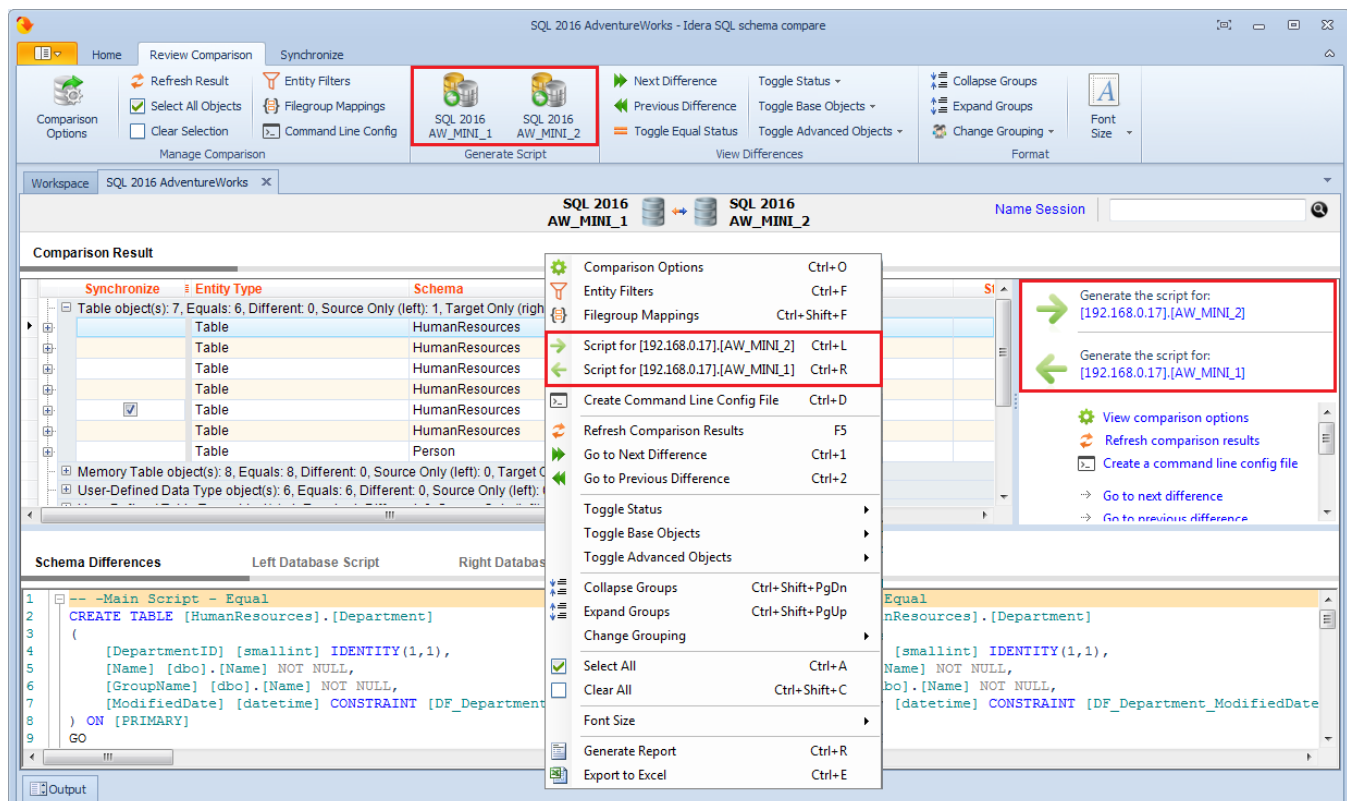 SQL 2016 AdventureWorks - Idera SQL schema compare
Home Review Comparison Synchronize
Comparison Options
Refresh Result
Select All Objects
Clear Selection
Entity Filters
Filegroup Mappings
Command Line Config
Manage Comparison
SQL 2016 AW_MINI_1
SQL 2016 AW_MINI_2
Generate Script
Next Difference
Previous Difference
Toggle Equal Status
Toggle Status
Toggle Base Objects
Toggle Advanced Objects
View Differences
Collapse Groups
Expand Groups
Change Grouping
A
Font Size
Format
Workspace SQL 2016 AdventureWorks
SQL 2016
AW_MINI_1
SQL 2016
AW_MINI_2
Name Session
Comparison Result
Synchronize Entity Type Schema
Table object(s): 7, Equals: 6, Different: 0, Source Only (left): 1, Target Only (righ
Table HumanResources
Table HumanResources
Table HumanResources
Table HumanResources
Table HumanResources
Table HumanResources
Table Person
Memory Table object(s): 8, Equals: 8, Different: 0, Source Only (left): 0, Target
User-Defined Data Type object(s): 6, Equals: 6, Different: 0, Source Only (left):
Comparison Options Ctrl+O
Entity Filters Ctrl+F
Filegroup Mappings Ctrl+Shift+F
Script for [192.168.0.17].[AW_MINI_2] Ctrl+L
Script for [192.168.0.17].[AW_MINI_1] Ctrl+R
Create Command Line Config File Ctrl+D
Refresh Comparison Results F5
Go to Next Difference Ctrl+1
Go to Previous Difference Ctrl+2
Toggle Status
Toggle Base Objects
Toggle Advanced Objects
Collapse Groups Ctrl+Shift+PgDn
Expand Groups Ctrl+Shift+PgUp
Change Grouping
Select All Ctrl+A
Clear All Ctrl+Shift+C
Font Size
Generate Report Ctrl+R
Export to Excel Ctrl+E
Generate the script for:
[192.168.0.17].[AW_MINI_2]
Generate the script for:
[192.168.0.17].[AW_MINI_1]
View comparison options
Refresh comparison results
Create a command line config file
Go to next difference
Go to previous difference
Schema Differences Left Database Script Right Databas
1 -- -Main Script - Equal
2 CREATE TABLE [HumanResources].[Department]
3 (
4 [DepartmentID] [smallint] IDENTITY(1,1),
5 [Name] [dbo].[Name] NOT NULL,
6 [GroupName] [dbo].[Name] NOT NULL,
7 [ModifiedDate] [datetime] CONSTRAINT [DF_Department
8 ) ON [PRIMARY]
9 GO
Equal
nResources].[Department]
[smallint] IDENTITY(1,1),
Name] NOT NULL,
bo].[Name] NOT NULL,
[datetime] CONSTRAINT [DF_Department_ModifiedDate
Output